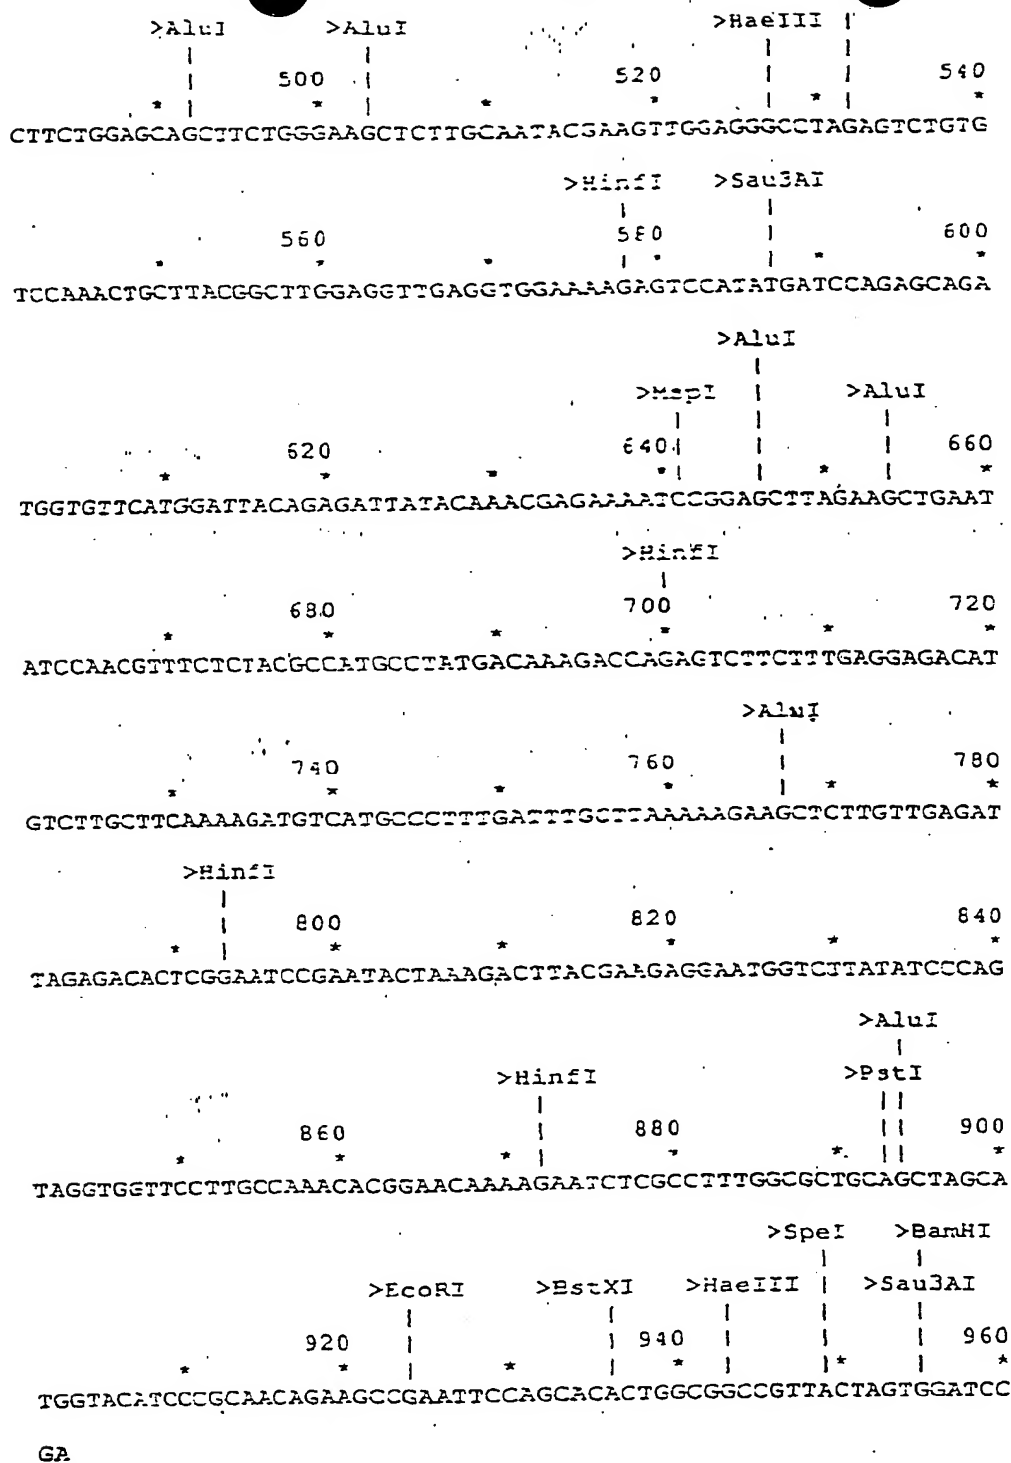 >AluI >AluI >HaeIII
500 520 540
* * * * * *
CTTCTGGAGCAGCTTCTGGGAAGCTCTTGCAATACGAAGTTGGAGGGCCTAGAGTCTGTG
>HinfI >Sau3AI
560 580 600
* * * * * *
TCCAAACTGCTTACGGCTTGGAGGTTGAGGTGGAAAAGAGTCCATATGATCCAGAGCAGA
>AluI
>MspI >AluI
620 640 660
* * * * * *
TGGTGTTCATGGATTACAGAGATTATACAAACGAGAAAATCCGGAGCTTAGAAGCTGAAT
>HinfI
680 700 720
* * * * * *
ATCCAACGTTTCTCTACGCCATGCCTATGACAAAGACCAGAGTCTTCTTTGAGGAGACAT
>AluI
740 760 780
* * * * * *
GTCTTGCTTCAAAAGATGTCATGCCCTTTGATTTGCTTAAAAAGAAGCTCTTGTTGAGAT
>HinfI
800 820 840
* * * * * *
TAGAGACACTCGGAATCCGAATACTAAAGACTTACGAAGAGGAATGGTCTTATATCCCAG
>AluI
>HinfI >PstI
860 880 900
* * * * * *
TAGGTGGTTCCTTGCCAAACACGGAACAAAAGAATCTCGCCTTTGGCGCTGCAGCTAGCA
>SpeI >BamHI
>EcoRI >BstXI >HaeIII >Sau3AI
920 940 960
* * * * * *
TGGTACATCCCGCAACAGAAGCCGAATTCCAGCACACTGGCGGCCGTTACTAGTGGATCC
GA